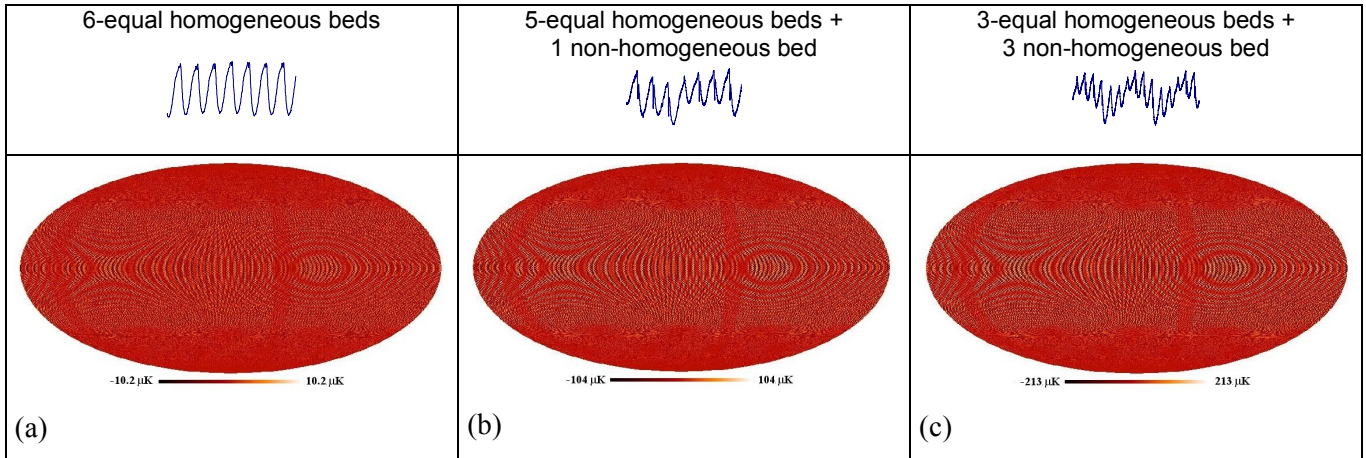 6-equal homogeneous beds
5-equal homogeneous beds +
1 non-homogeneous bed
3-equal homogeneous beds +
3 non-homogeneous bed
-10.2 μK 10.2 μK
-104 μK 104 μK
-213 μK 213 μK
(a)
(b)
(c)